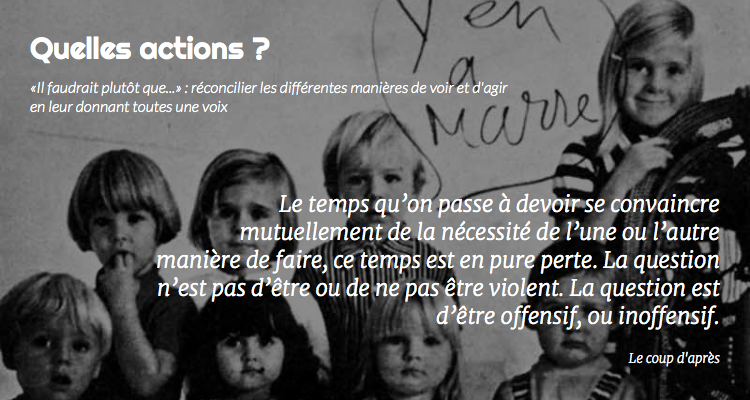 Quelles actions ?
«Il faudrait plutôt que...» : réconcilier les différentes manières de voir et d'agir
en leur donnant toutes une voix
Y'en
a
marre
Le temps qu’on passe à devoir se convaincre
mutuellement de la nécessité de l’une ou l’autre
manière de faire, ce temps est en pure perte. La question
n’est pas d’être ou de ne pas être violent. La question est
d’être offensif, ou inoffensif.
Le coup d'après